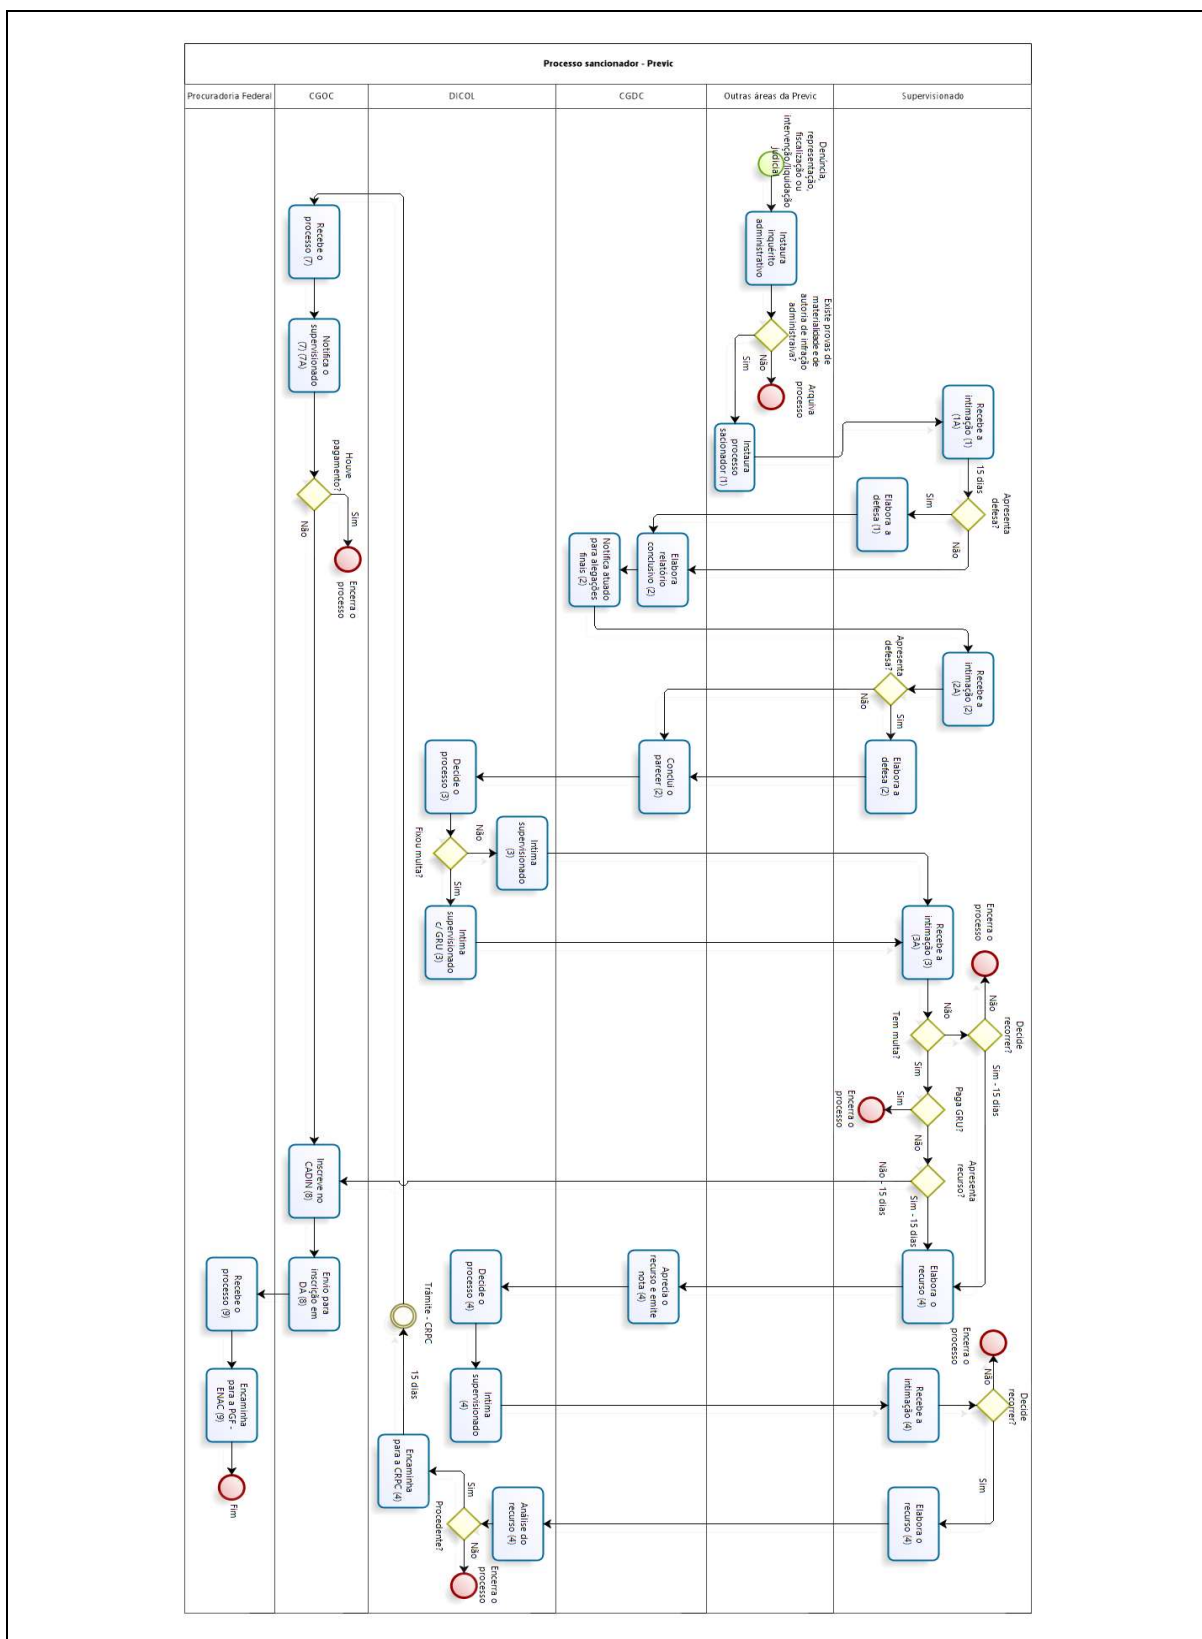 Processo sancionador - Previc
Procuradoria Federal
CGOC
DICOL
CGDC
Outras áreas da Previc
Supervisionado
Denúncia,
representação,
fiscalização ou
intervenção/liquidação
judicial
Instaura
inquérito
administrativo
Existe provas de
materialidade e de
autoria de infração
administraiva?
Não
Sim
Arquiva
processo
Instaura
processo
sacionador (1)
Recebe a
intimação (1)
(1A)
15 dias
Apresenta
defesa?
Sim
Não
Elabora a
defesa (1)
Elabora
relatório
conclusivo (2)
Notifica atuado
para alegações
finais (2)
Recebe a
intimação (2)
(2A)
Apresenta
defesa?
Sim
Não
Elabora a
defesa (2)
Conclui o
parecer (2)
Decide o
processo (3)
Fixou multa?
Não
Sim
Intima
supervisionado
(3)
Intima
supervisionado
c/ GRU (3)
Recebe a
intimação (3)
(3A)
Tem multa?
Não
Sim
Decide
recorrer?
Não
Encerra o
processo
Sim - 15 dias
Paga GRU?
Sim
Encerra o
processo
Não
Apresenta
recurso?
Não - 15 dias
Sim - 15 dias
Elabora o
recurso (4)
Aprecia o
recurso e emite
nota (4)
Decide o
processo (4)
Intima
supervisionado
(4)
Recebe a
intimação (4)
Decide
recorrer?
Não
Encerra o
processo
Sim
Elabora o
recurso (4)
Análise do
recurso (4)
Procedente?
Não
Encerra o
processo
Sim
Encaminha
para a CRPC (4)
15 dias
Trâmite - CRPC
Recebe o
processo (7)
Notifica o
supervisionado
(7) (7A)
Houve
pagamento?
Sim
Encerra o
processo
Não
Inscreve no
CADIN (8)
Envio para
inscrição em
DA (8)
Recebe o
processo (9)
Encaminha
para a PGF -
ENAC (9)
Fim